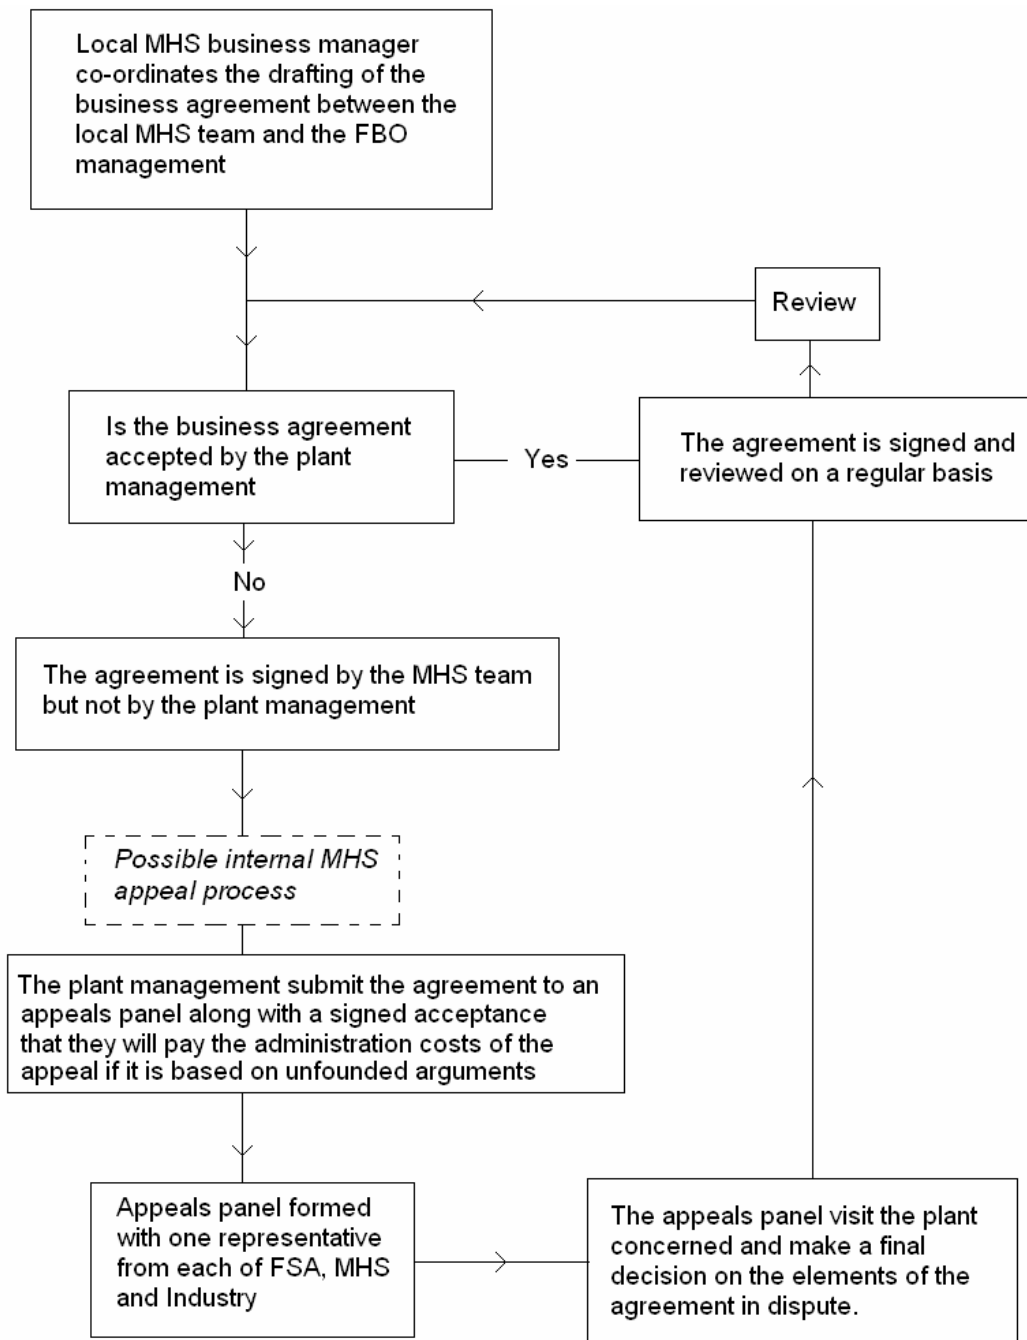 Local MHS business manager
co-ordinates the drafting of the
business agreement between the
local MHS team and the FBO
management
Review
Is the business agreement
accepted by the plant
management
Yes
The agreement is signed and
reviewed on a regular basis
No
The agreement is signed by the MHS team
but not by the plant management
Possible internal MHS
appeal process
The plant management submit the agreement to an
appeals panel along with a signed acceptance
that they will pay the administration costs of the
appeal if it is based on unfounded arguments
Appeals panel formed
with one representative
from each of FSA, MHS
and Industry
The appeals panel visit the plant
concerned and make a final
decision on the elements of the
agreement in dispute.